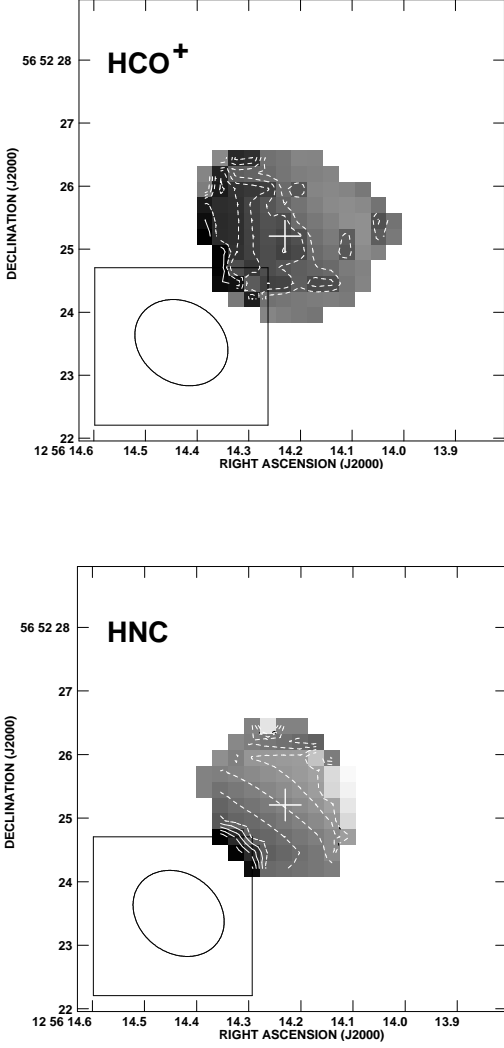 HCO+
56 52 28
27
26
25
24
23
22
DECLINATION (J2000)
12 56 14.6 14.5 14.4 14.3 14.2 14.1 14.0 13.9
RIGHT ASCENSION (J2000)
HNC
56 52 28
27
26
25
24
23
22
DECLINATION (J2000)
12 56 14.6 14.5 14.4 14.3 14.2 14.1 14.0 13.9
RIGHT ASCENSION (J2000)